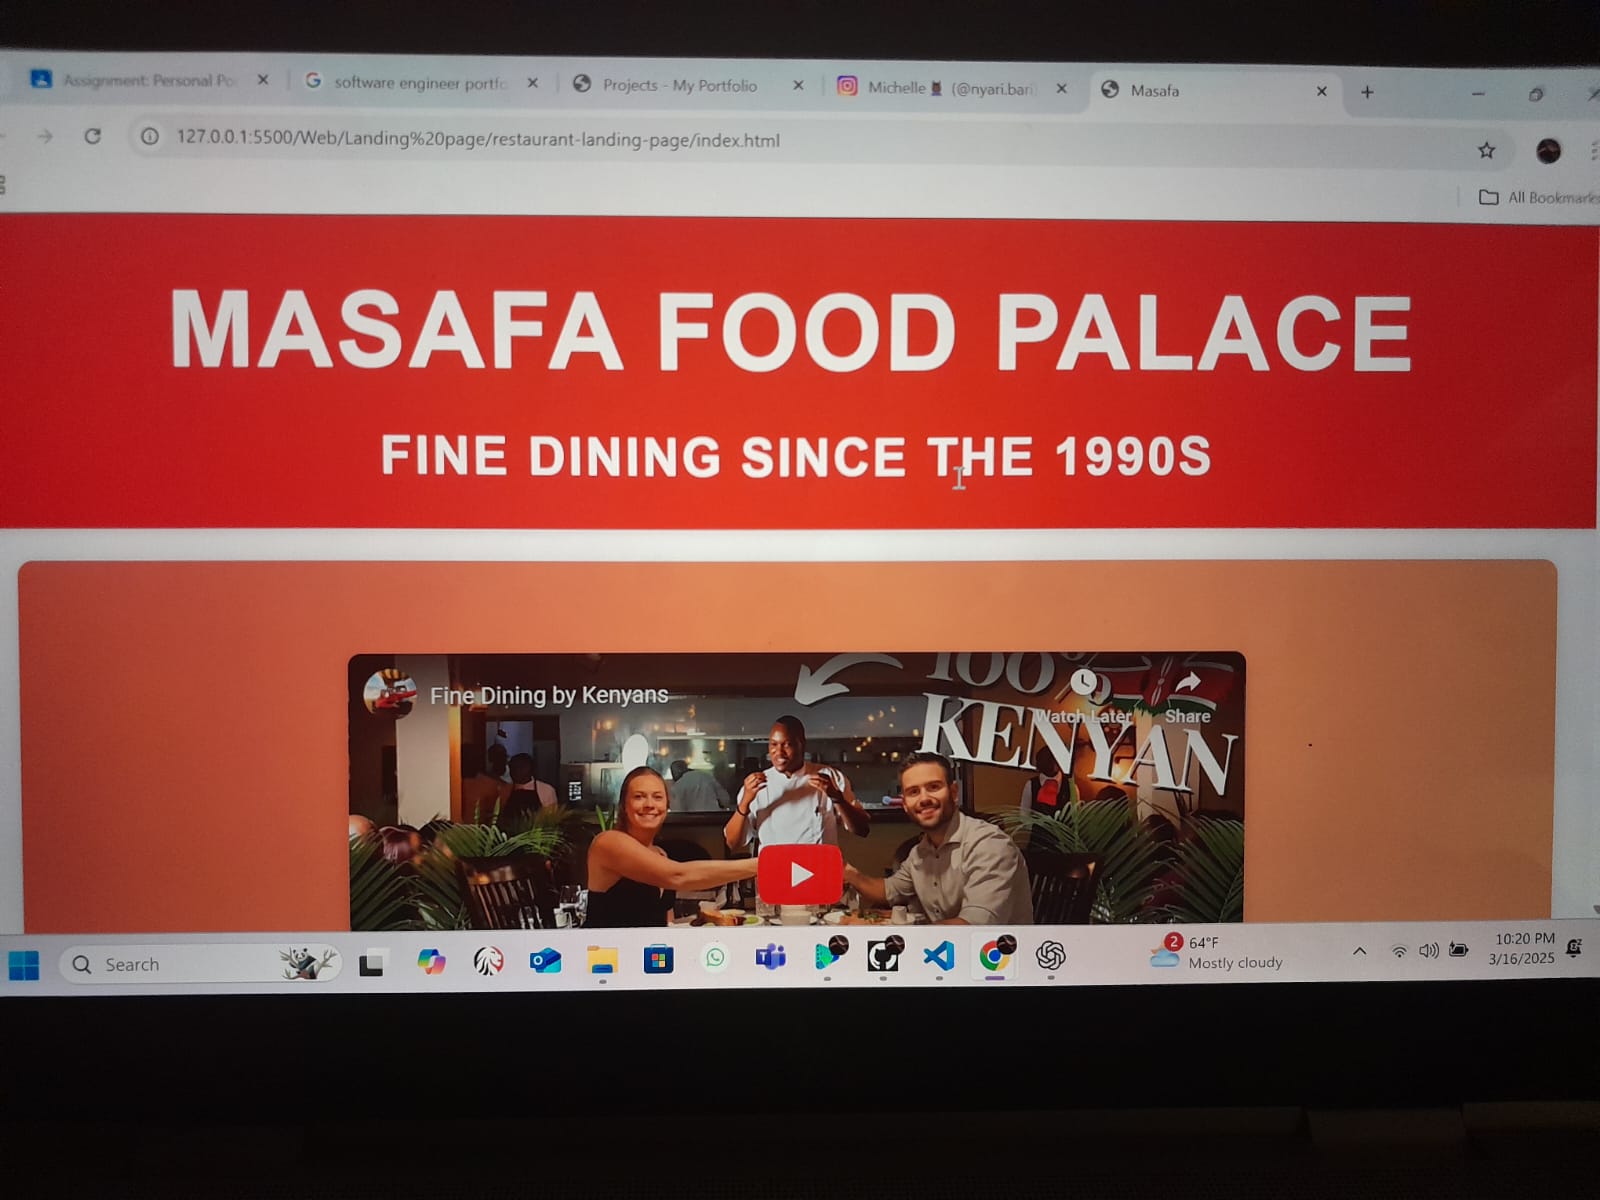 Assignment: Personal Po
software engineer portfo
Projects - My Portfolio
Michelle (@nyari.bari
Masafa
127.0.0.1:5500/Web/Landing%20page/restaurant-landing-page/index.html
All Bookmarks
MASAFA FOOD PALACE
FINE DINING SINCE THE 1990S
Fine Dining by Kenyans
100%
KENYAN
Watch Later
Share
Search
2
64°F
Mostly cloudy
10:20 PM
3/16/2025